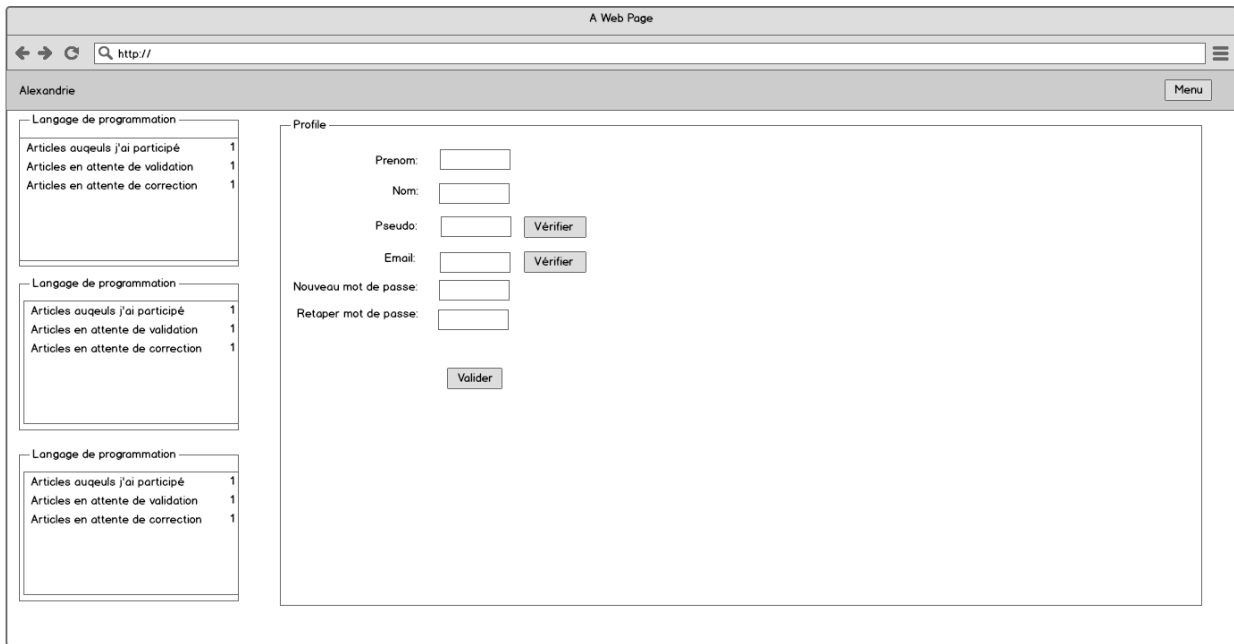 A Web Page
http://
Alexandrie
Menu
Langage de programmation
Articles auqeuls j'ai participé 1
Articles en attente de validation 1
Articles en attente de correction 1
Langage de programmation
Articles auqeuls j'ai participé 1
Articles en attente de validation 1
Articles en attente de correction 1
Langage de programmation
Articles auqeuls j'ai participé 1
Articles en attente de validation 1
Articles en attente de correction 1
Profile
Prenom:
Nom:
Pseudo: Vérifier
Email: Vérifier
Nouveau mot de passe:
Retaper mot de passe:
Valider